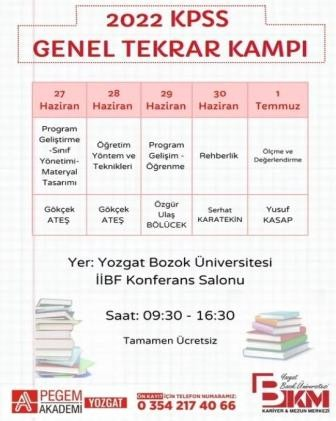 2022 KPSS
GENEL TEKRAR KAMPI
27
Haziran
28
Haziran
29
Haziran
30
Haziran
1
Temmuz
Program
Geliştirme
-Sınıf
Yönetimi-
Materyal
Tasarımı
Öğretim
Yöntem ve
Teknikleri
Program
Gelişim -
Öğrenme
Rehberlik
Ölçme ve
Değerlendirme
Gökçek
ATEŞ
Gökçek
ATEŞ
Özgür
Ulaş
BÖLÜCEK
Serhat
KARATEKİN
Yusuf
KASAP
Yer: Yozgat Bozok Üniversitesi
İİBF Konferans Salonu
Saat: 09:30 - 16:30
Tamamen Ücretsiz
PEGEM
AKADEMİ
YOZGAT
ÖN KAYIT İÇİN TELEFON NUMARAMIZ:
0 354 217 40 66
Yozgat
Bozok Üniversitesi
BİKM
KARİYER & MEZUN MERKEZİ